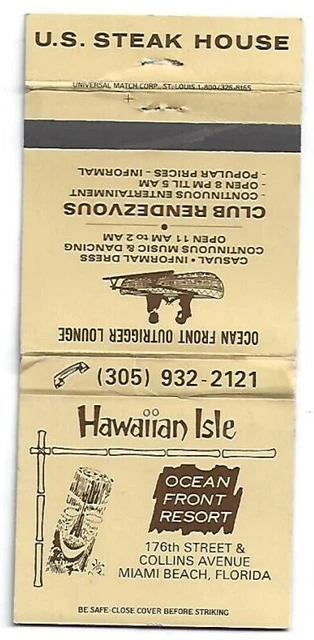 U.S. STEAK HOUSE
UNIVERSAL MATCH CORP., ST. LOUIS 1-800/325-8165
OCEAN FRONT OUTRIGGER LOUNGE
CASUAL • INFORMAL DRESS
CONTINUOUS MUSIC & DANCING
OPEN 11 AM to 2 AM
CLUB RENDEZVOUS
- CONTINUOUS ENTERTAINMENT
- OPEN 8 PM TIL 5 AM
- POPULAR PRICES - INFORMAL
(305) 932-2121
Hawaiian Isle
OCEAN
FRONT
RESORT
176th STREET &
COLLINS AVENUE
MIAMI BEACH, FLORIDA
BE SAFE-CLOSE COVER BEFORE STRIKING